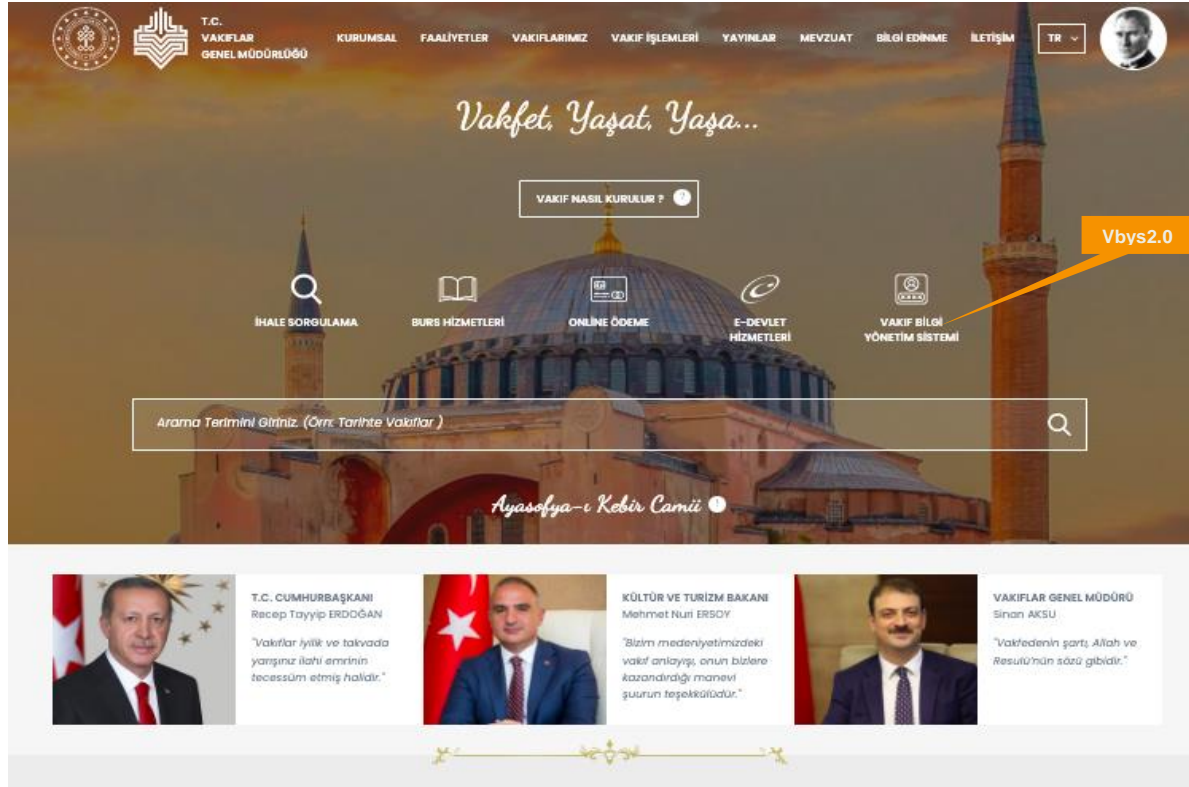 T.C.
VAKIFLAR
GENEL MÜDÜRLÜĞÜ
KURUMSAL FAALİYETLER VAKIFLARIMIZ VAKIF İŞLEMLERİ YAYINLAR MEVZUAT BİLGİ EDİNME İLETİŞİM TR
Vakfet, Yaşat, Yaşa...
VAKIF NASIL KURULUR ? ?
Vbys2.0
İHALE SORGULAMA
BURS HİZMETLERİ
ONLİNE ÖDEME
E-DEVLET
HİZMETLERİ
VAKIF BİLGİ
YÖNETİM SİSTEMİ
Arama Terimini Giriniz. (Örn: Tarihte Vakıflar )
Ayasofya-ı Kebir Camii
T.C. CUMHURBAŞKANI
Recep Tayyip ERDOĞAN
"Vakıflar iyilik ve takvada
yarışınız ilahi emrinin
tecessüm etmiş halidir."
KÜLTÜR VE TURİZM BAKANI
Mehmet Nuri ERSOY
"Bizim medeniyetimizdeki
vakıf anlayışı, onun bizlere
kazandırdığı manevi
şuurun teşekkülüdür."
VAKIFLAR GENEL MÜDÜRÜ
Sinan AKSU
"Vakfedenin şartı, Allah ve
Resulü'nün sözü gibidir."